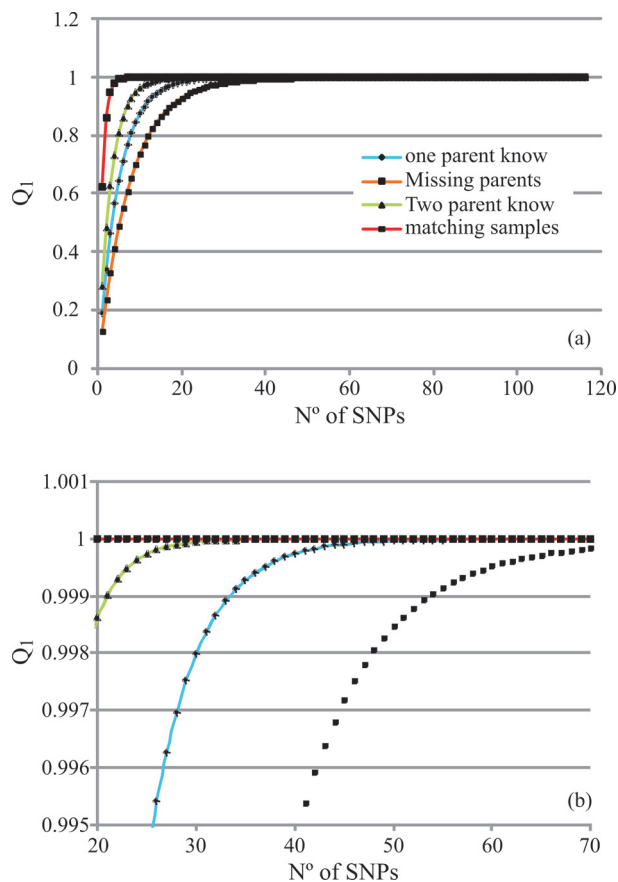 1.2
1
0.8
0.6
0.4
0.2
0
Q1
one parent know
Missing parents
Two parent know
matching samples
(a)
0 20 40 60 80 100 120
Nº of SNPs
1.001
1
0.999
0.998
0.997
0.996
0.995
Q1
(b)
20 30 40 50 60 70
Nº of SNPs